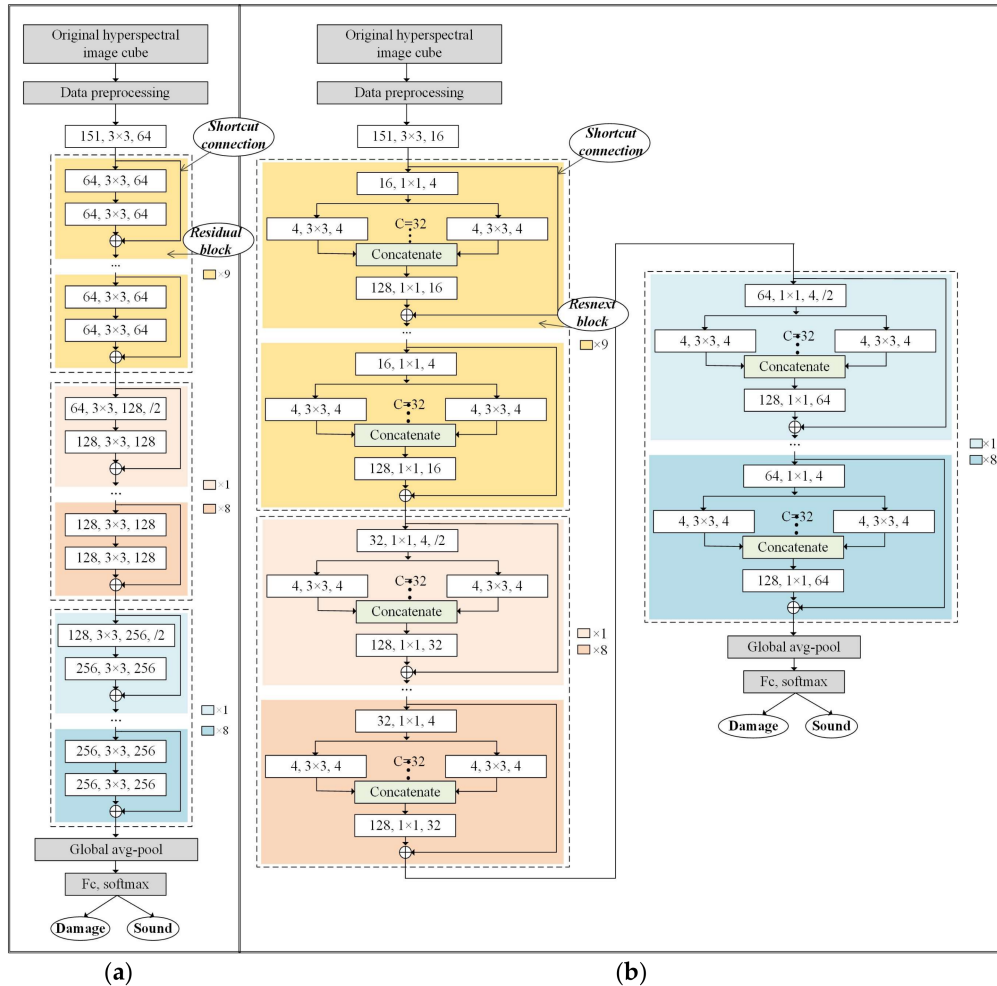 Original hyperspectral
image cube
Data preprocessing
151, 3×3, 64
Shortcut
connection
64, 3×3, 64
64, 3×3, 64
Residual
block
...
×9
64, 3×3, 64
64, 3×3, 64
64, 3×3, 128, /2
128, 3×3, 128
...
×1
×8
128, 3×3, 128
128, 3×3, 128
128, 3×3, 256, /2
256, 3×3, 256
...
×1
×8
256, 3×3, 256
256, 3×3, 256
Global avg-pool
Fc, softmax
Damage
Sound
(a)
Original hyperspectral
image cube
Data preprocessing
151, 3×3, 16
Shortcut
connection
16, 1×1, 4
4, 3×3, 4
C=32
4, 3×3, 4
Concatenate
128, 1×1, 16
Resnext
block
...
×9
16, 1×1, 4
4, 3×3, 4
C=32
4, 3×3, 4
Concatenate
128, 1×1, 16
32, 1×1, 4, /2
4, 3×3, 4
C=32
4, 3×3, 4
Concatenate
128, 1×1, 32
×1
×8
...
32, 1×1, 4
4, 3×3, 4
C=32
4, 3×3, 4
Concatenate
128, 1×1, 32
64, 1×1, 4, /2
4, 3×3, 4
C=32
4, 3×3, 4
Concatenate
128, 1×1, 64
...
×1
×8
64, 1×1, 4
4, 3×3, 4
C=32
4, 3×3, 4
Concatenate
128, 1×1, 64
Global avg-pool
Fc, softmax
Damage
Sound
(b)